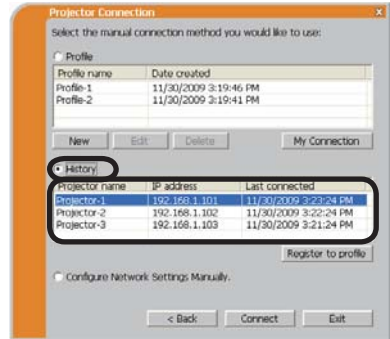 Projector Connection
Select the manual connection method you would like to use:
Profile
Profile name Date created
Profile-1 11/30/2009 3:19:46 PM
Profile-2 11/30/2009 3:19:41 PM
New Edit Delete My Connection
History
Projector name IP address Last connected
Projector-1 192.168.1.101 11/30/2009 3:23:24 PM
Projector-2 192.168.1.102 11/30/2009 3:22:24 PM
Projector-3 192.168.1.103 11/30/2009 3:21:24 PM
Register to profile
Configure Network Settings Manually.
< Back Connect Exit